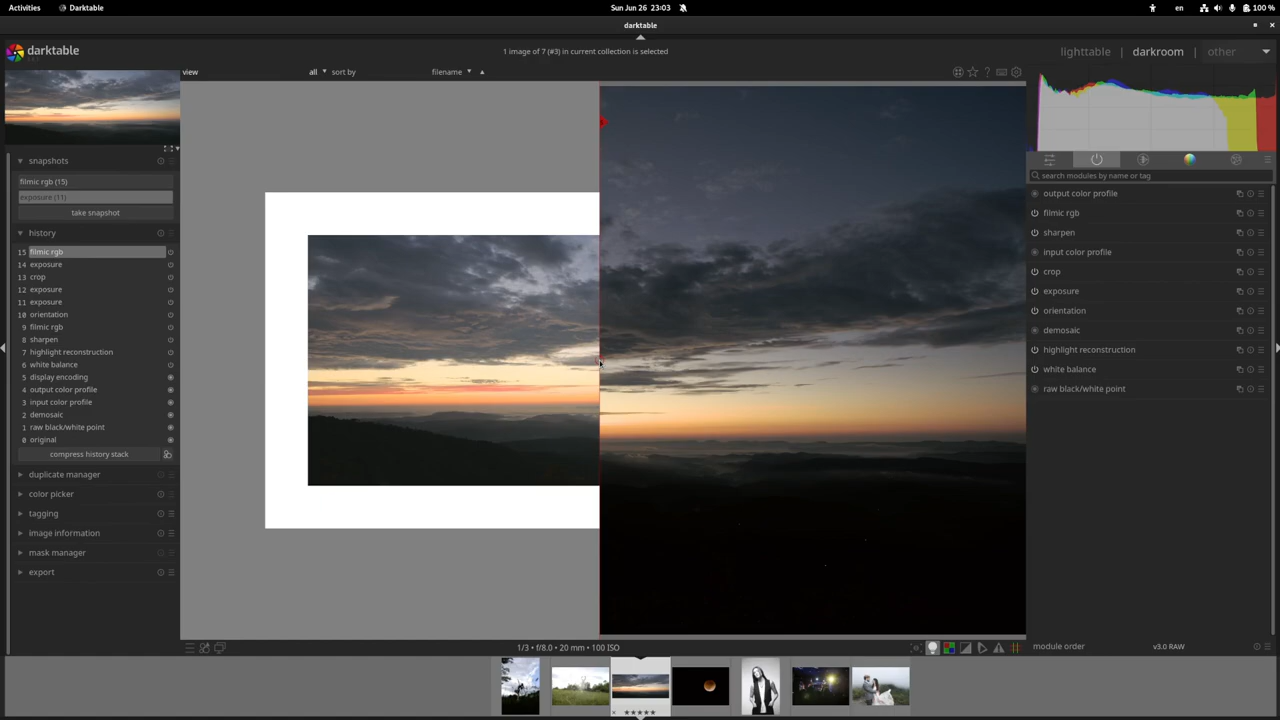 Activities Darktable Sun Jun 26 23:03 en 100 %
darktable
darktable 1 image of 7 (#3) in current collection is selected lighttable | darkroom | other
view all sort by filename
snapshots
filmic rgb (15)
exposure (11)
take snapshot
history
15 filmic rgb
14 exposure
13 crop
12 exposure
11 exposure
10 orientation
9 filmic rgb
8 sharpen
7 highlight reconstruction
6 white balance
5 display encoding
4 output color profile
3 input color profile
2 demosaic
1 raw black/white point
0 original
compress history stack
duplicate manager
color picker
tagging
image information
mask manager
export
search modules by name or tag
output color profile
filmic rgb
sharpen
input color profile
crop
exposure
orientation
demosaic
highlight reconstruction
white balance
raw black/white point
module order v3.0 RAW
1/3 • f/8.0 • 20 mm • 100 ISO